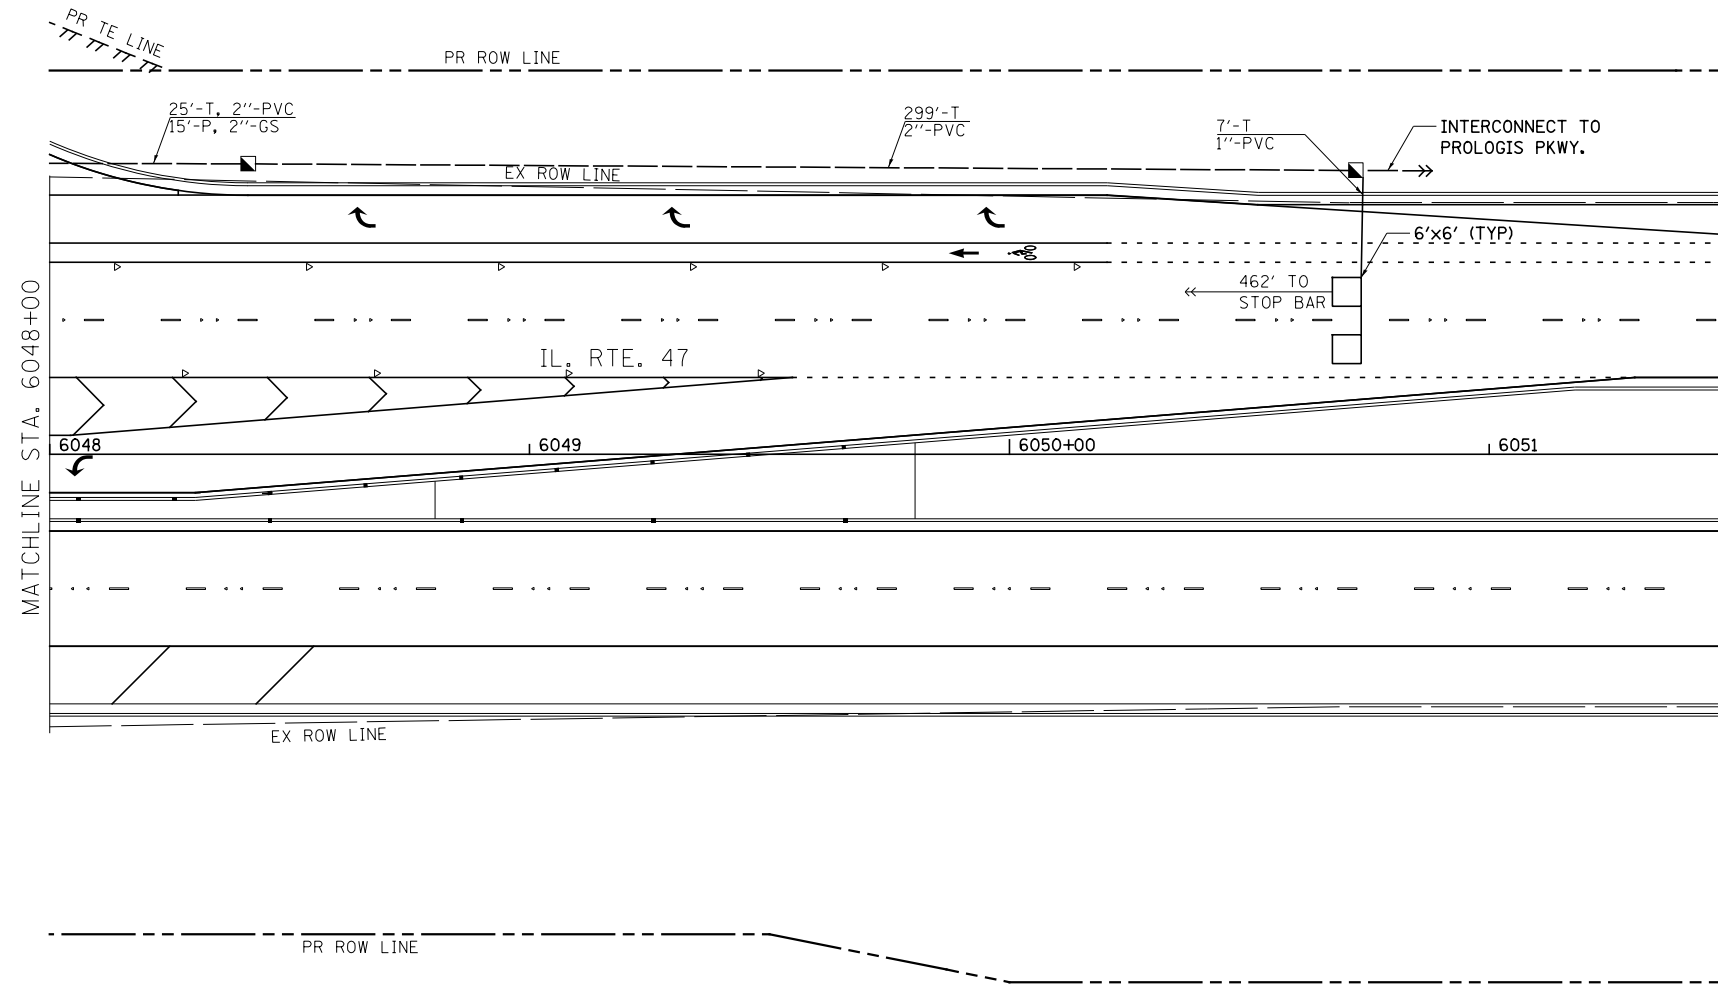 PR TE LINE
PR ROW LINE
25'-T, 2''-PVC
15'-P, 2''-GS
299'-T
2''-PVC
7'-T
1''-PVC
INTERCONNECT TO
PROLOGIS PKWY.
EX ROW LINE
6'x6' (TYP)
462' TO
STOP BAR
IL. RTE. 47
MATCHLINE STA. 6048+00
6048
6049
6050+00
6051
EX ROW LINE
PR ROW LINE